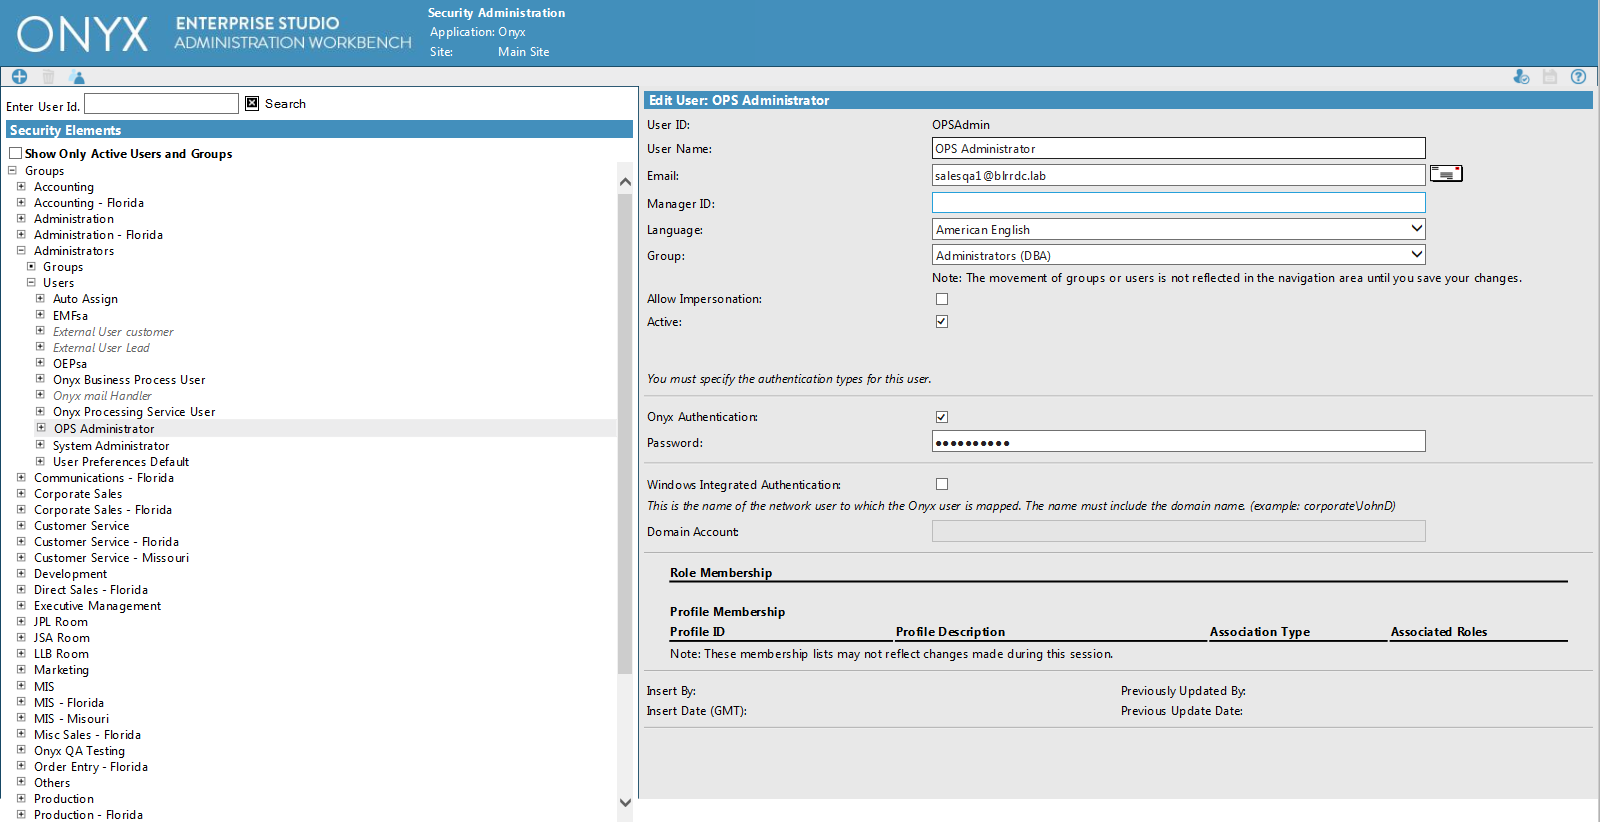 ONYX
ENTERPRISE STUDIO
ADMINISTRATION WORKBENCH
Security Administration
Application: Onyx
Site: Main Site
Enter User Id. Search
Security Elements
Show Only Active Users and Groups
Groups
Accounting
Accounting - Florida
Administration
Administration - Florida
Administrators
Groups
Users
Auto Assign
EMFsa
External User customer
External User Lead
OEPsa
Onyx Business Process User
Onyx mail Handler
Onyx Processing Service User
OPS Administrator
System Administrator
User Preferences Default
Communications - Florida
Corporate Sales
Corporate Sales - Florida
Customer Service
Customer Service - Florida
Customer Service - Missouri
Development
Direct Sales - Florida
Executive Management
JPL Room
JSA Room
LLB Room
Marketing
MIS
MIS - Florida
MIS - Misouri
Misc Sales - Florida
Onyx QA Testing
Order Entry - Florida
Others
Production
Production - Florida
Edit User: OPS Administrator
User ID: OPSAdmin
User Name: OPS Administrator
Email: salesqa1@blrrdc.lab
Manager ID:
Language: American English
Group: Administrators (DBA)
Note: The movement of groups or users is not reflected in the navigation area until you save your changes.
Allow Impersonation:
Active:
You must specify the authentication types for this user.
Onyx Authentication:
Password: ●●●●●●●●●●
Windows Integrated Authentication:
This is the name of the network user to which the Onyx user is mapped. The name must include the domain name. (example: corporate\JohnD)
Domain Account:
Role Membership
Profile Membership
Profile ID Profile Description Association Type Associated Roles
Note: These membership lists may not reflect changes made during this session.
Insert By: Previously Updated By:
Insert Date (GMT): Previous Update Date: